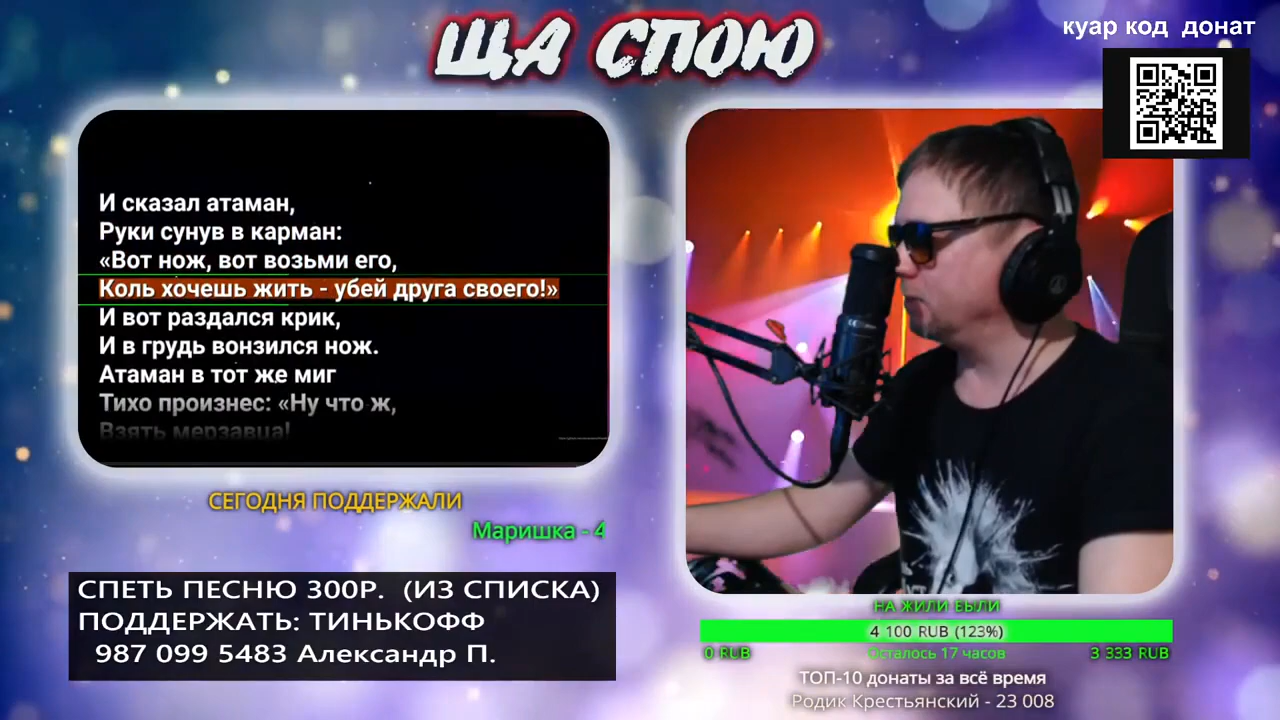 ЩА СПОЮ
куар код донат
И сказал атаман,
Руки сунув в карман:
«Вот нож, вот возьми его,
Коль хочешь жить - убей друга своего!»
И вот раздался крик,
И в грудь вонзился нож.
Атаман в тот же миг
Тихо произнес: «Ну что ж,
Взять мерзавца!
СЕГОДНЯ ПОДДЕРЖАЛИ
Маришка - 4
СПЕТЬ ПЕСНЮ 300Р. (ИЗ СПИСКА)
ПОДДЕРЖАТЬ: ТИНЬКОФФ
987 099 5483 Александр П.
НА ЖИЛИ БЫЛИ
4 100 RUB (123%)
0 RUB
Осталось 17 часов
3 333 RUB
ТОП-10 донаты за всё время
Родик Крестьянский - 23 008